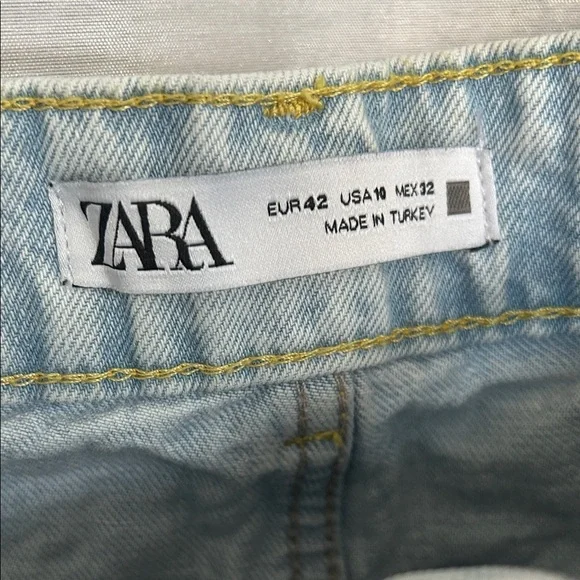 ZARA
EUR 42 USA 10 MEX 32
MADE IN TURKEY